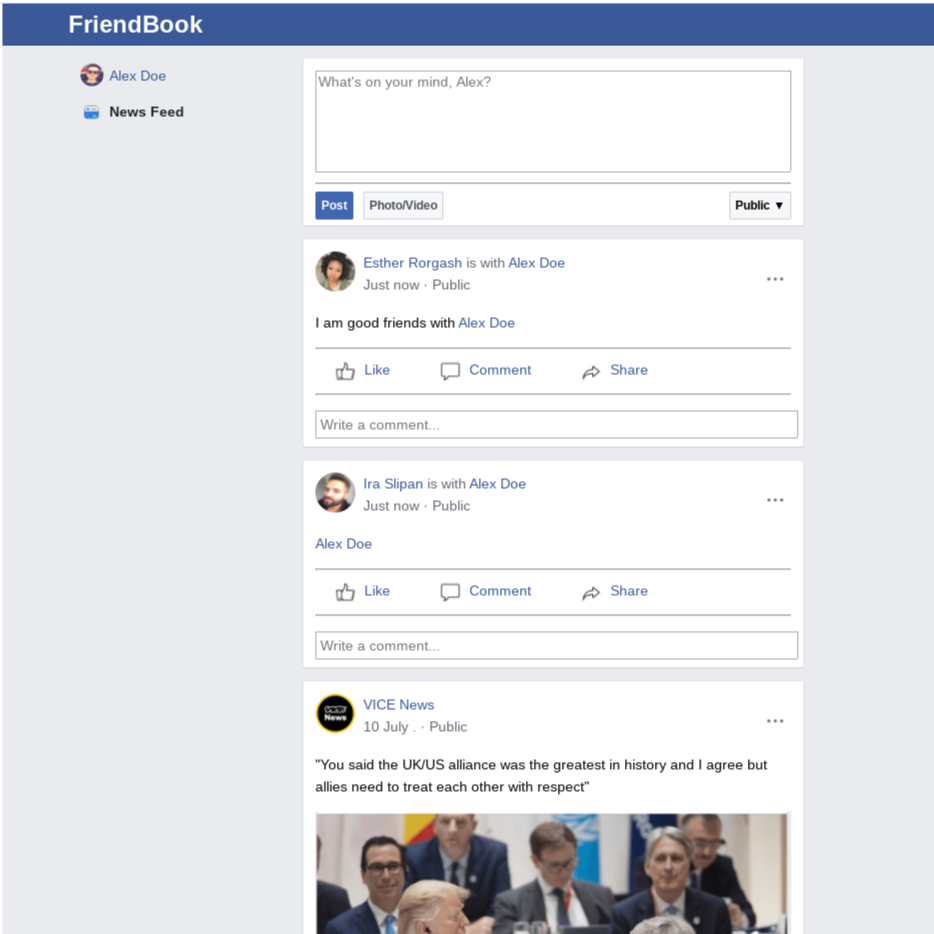 FriendBook
Alex Doe
News Feed
What's on your mind, Alex?
Post Photo/Video Public ▼
Esther Rorgash is with Alex Doe
Just now · Public
...
I am good friends with Alex Doe
Like Comment Share
Write a comment...
Ira Slipan is with Alex Doe
Just now · Public
...
Alex Doe
Like Comment Share
Write a comment...
VICE News
VICE
News
10 July . · Public
...
"You said the UK/US alliance was the greatest in history and I agree but
allies need to treat each other with respect"